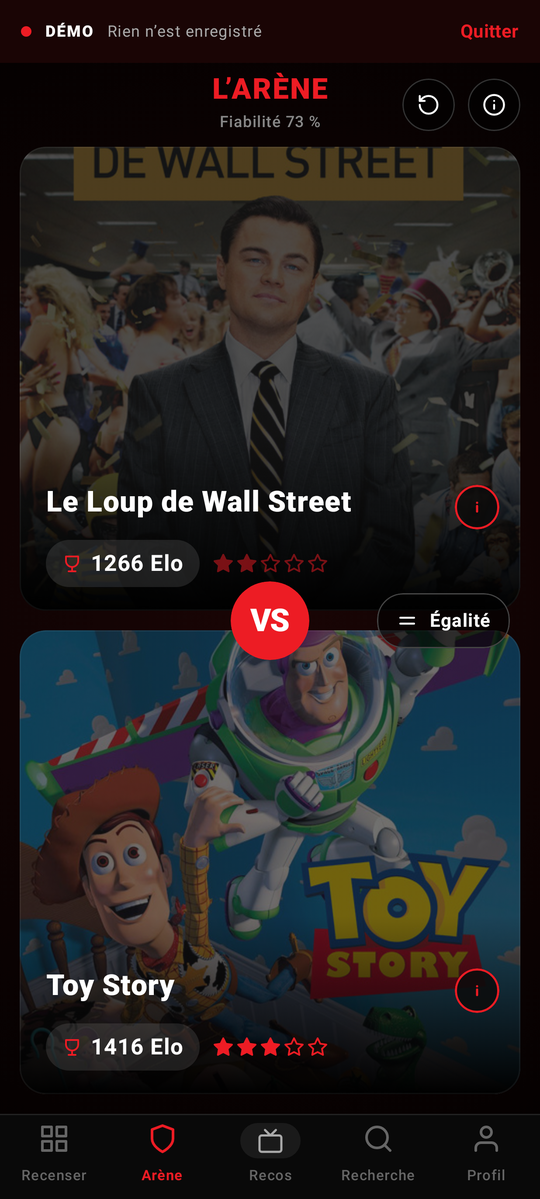 DÉMO Rien n’est enregistré Quitter
L’ARÈNE
Fiabilité 73 %
DE WALL STREET
Le Loup de Wall Street
1266 Elo
VS
Égalité
TOY
STORY
Toy Story
1416 Elo
Recenser Arène Recos Recherche Profil